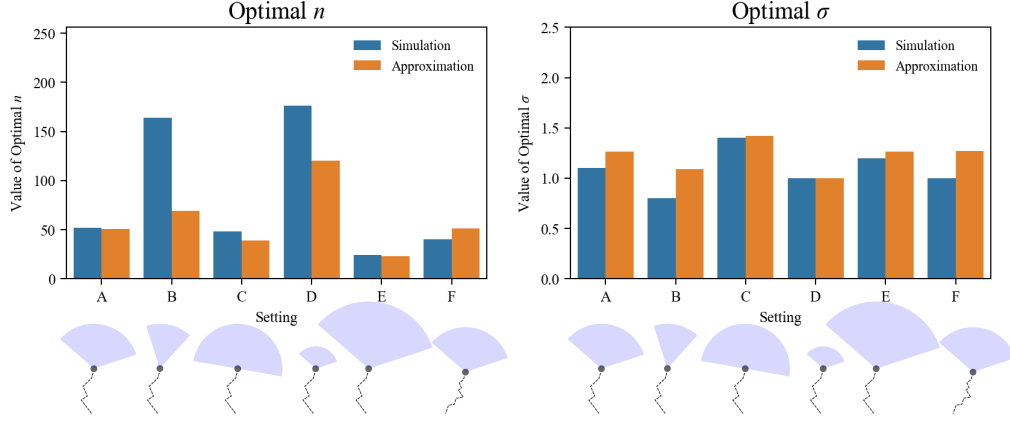 Optimal n
Value of Optimal n
250
200
150
100
50
0
Simulation
Approximation
A B C D E F
Setting
Optimal σ
Value of Optimal σ
2.5
2.0
1.5
1.0
0.5
0.0
Simulation
Approximation
A B C D E F
Setting